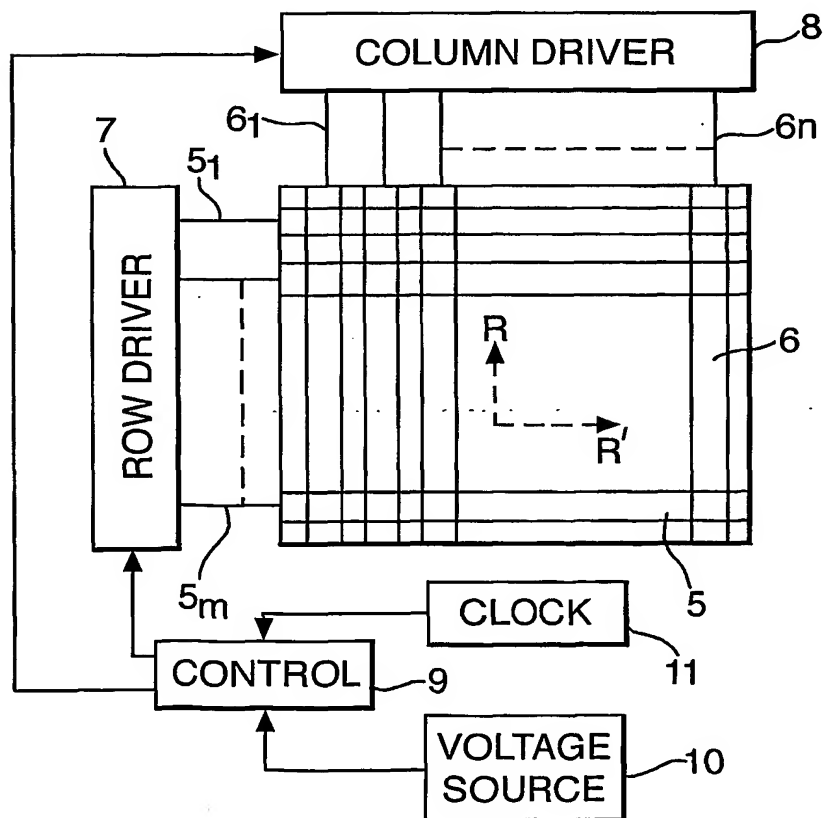 COLUMN DRIVER
8
6₁
6n
7
5₁
ROW DRIVER
R
6
R'
5m
5
CLOCK
11
CONTROL
9
VOLTAGE
SOURCE
10